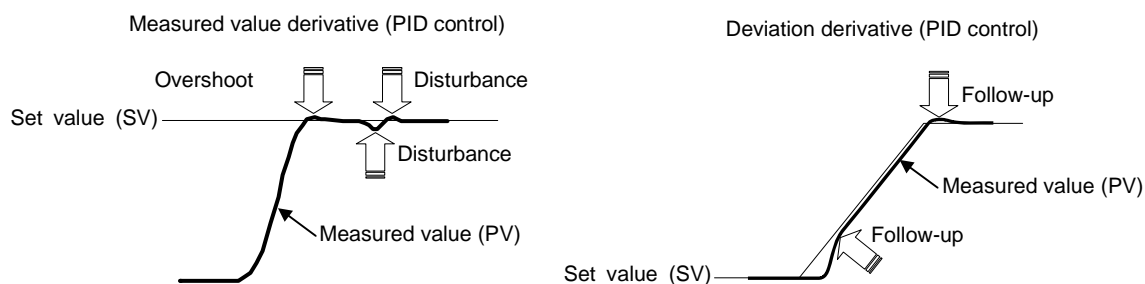 Measured value derivative (PID control)
Overshoot
Disturbance
Set value (SV)
Disturbance
Measured value (PV)
Deviation derivative (PID control)
Follow-up
Measured value (PV)
Follow-up
Set value (SV)